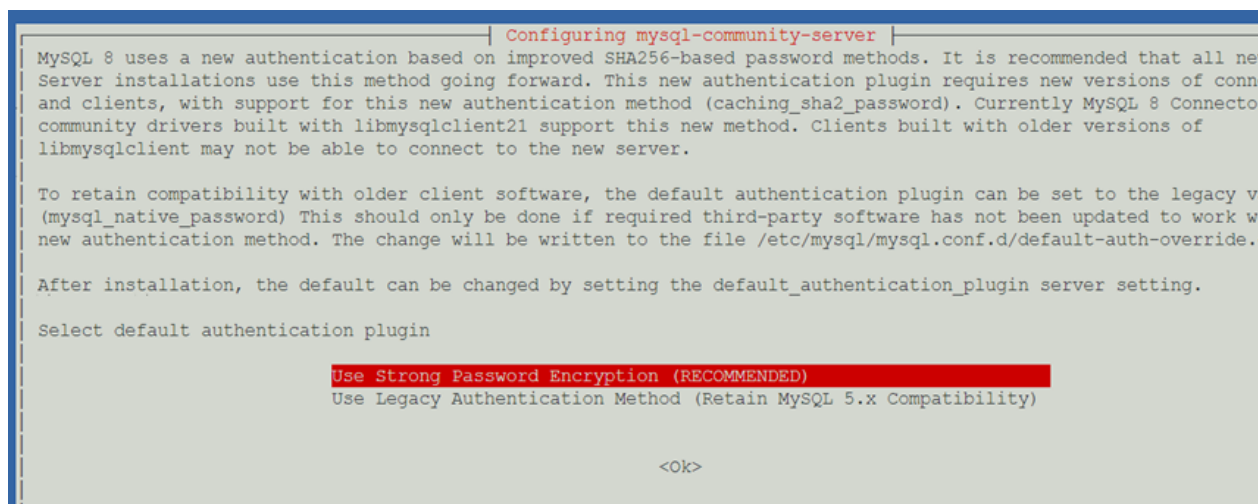 Configuring mysql-community-server
MySQL 8 uses a new authentication based on improved SHA256-based password methods. It is recommended that all
Server installations use this method going forward. This new authentication plugin requires new versions of
and clients, with support for this new authentication method (caching_sha2_password). Currently MySQL 8
community drivers built with libmysqlclient21 support this new method. Clients built with older versions of
libmysqlclient may not be able to connect to the new server.
To retain compatibility with older client software, the default authentication plugin can be set to the legacy
(mysql_native_password) This should only be done if required third-party software has not been updated to work
new authentication method. The change will be written to the file /etc/mysql/mysql.conf.d/default-auth-override.
After installation, the default can be changed by setting the default_authentication_plugin server setting.
Select default authentication plugin
Use Strong Password Encryption (RECOMMENDED)
Use Legacy Authentication Method (Retain MySQL 5.x Compatibility)
<Ok>